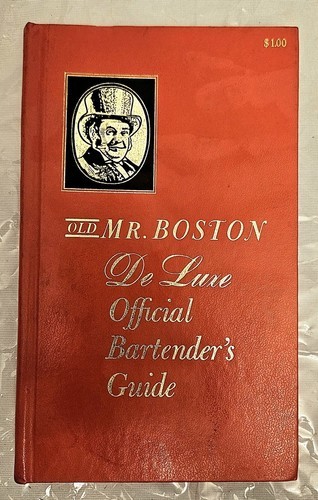 $1.00
OLD MR. BOSTON
De Luxe
Official
Bartender's
Guide